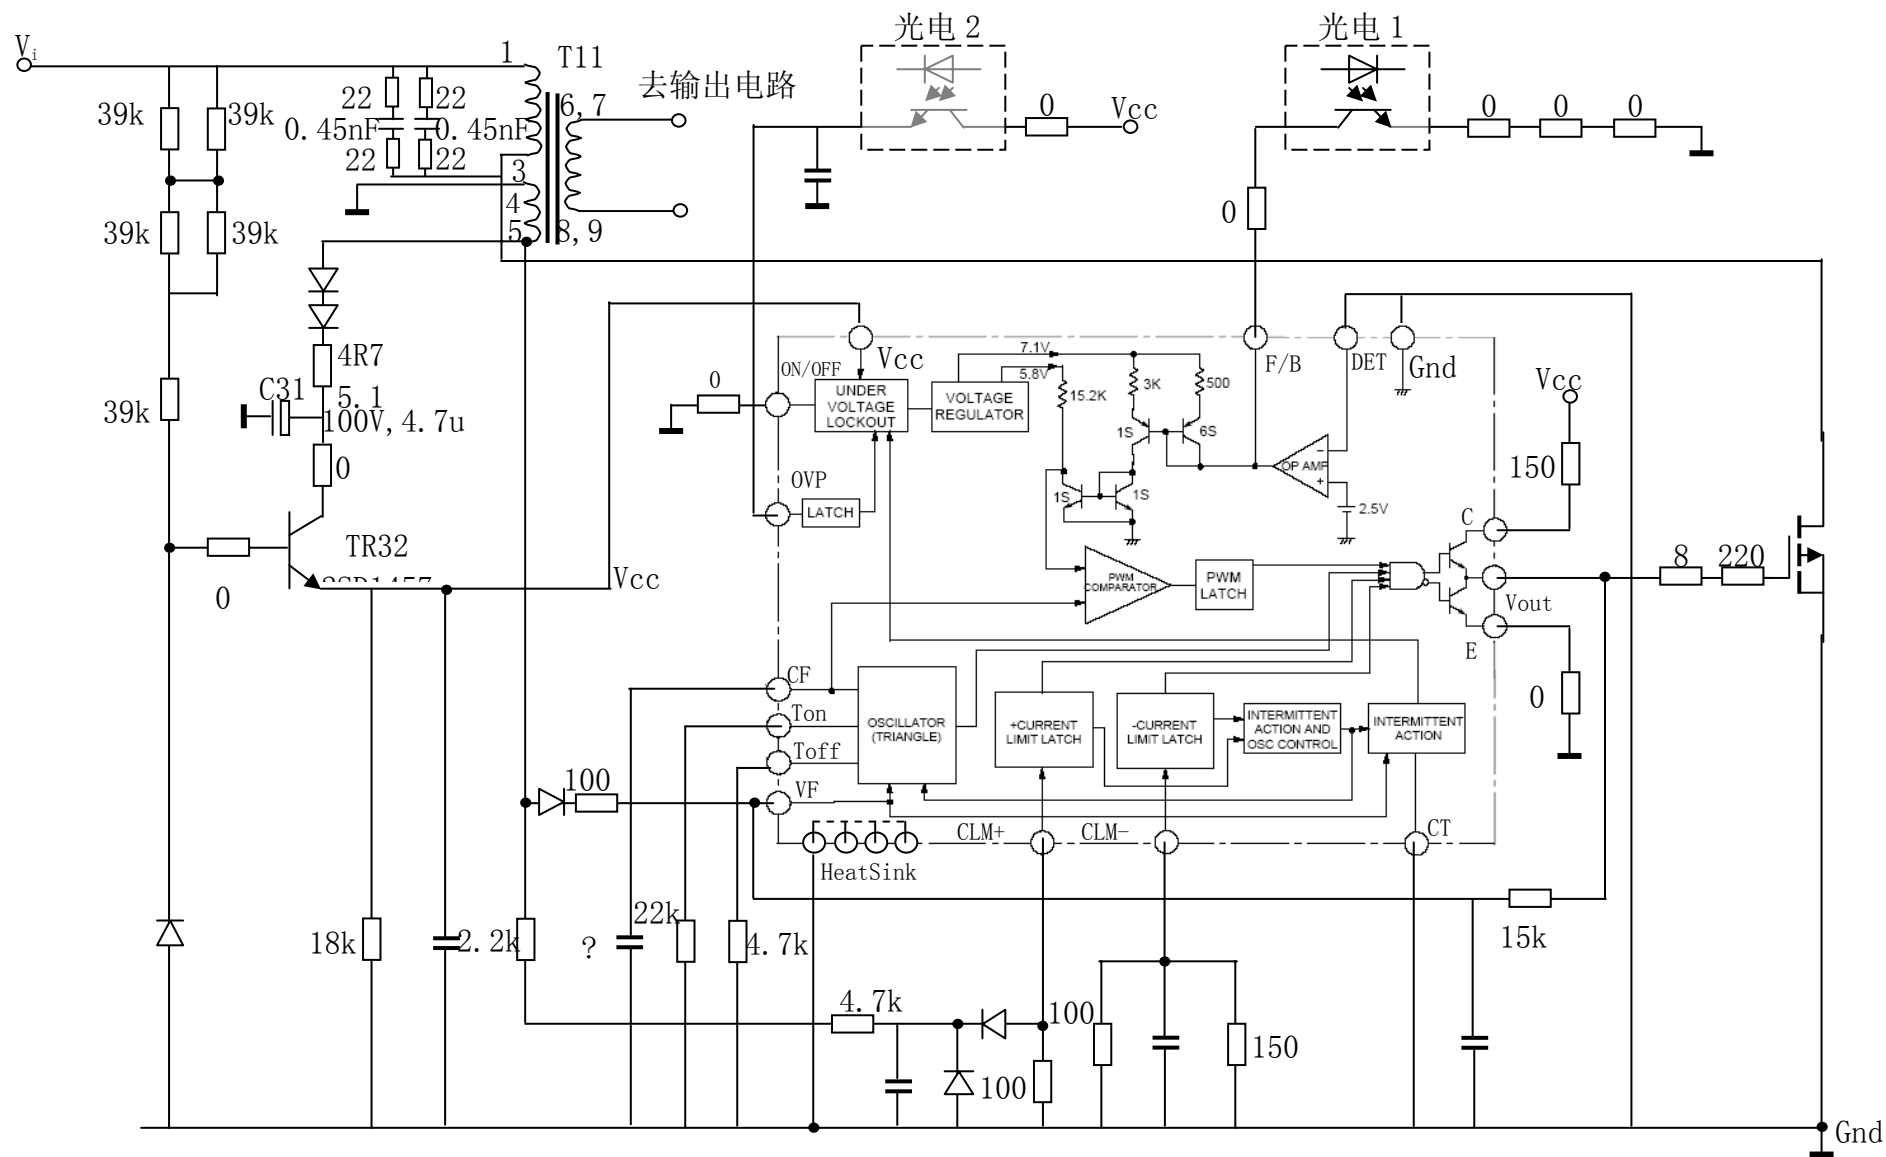 光电 2
光电 1
Vi
1
T11
去输出电路
39k
39k
22
22
0.45nF
0.45nF
22
22
6,7
0
Vcc
0
0
0
3
4
5
8,9
39k
39k
0
4R7
5.1
C31
100V,4.7u
39k
0
0
ON/OFF
Vcc
7.1V
5.8V
F/B
DET
Gnd
Vcc
UNDER
VOLTAGE
LOCKOUT
VOLTAGE
REGULATOR
15.2K
3K
500
1S
6S
OP AMP
−
+
2.5V
150
OVP
LATCH
1S
1S
C
TR32
2SD1457
Vcc
0
PWM
COMPARATOR
PWM
LATCH
8
220
Vout
E
0
CF
Ton
Toff
VF
OSCILLATOR
(TRIANGLE)
+CURRENT
LIMIT LATCH
-CURRENT
LIMIT LATCH
INTERMITTENT
ACTION AND
OSC CONTROL
INTERMITTENT
ACTION
100
CLM+
CLM-
CT
HeatSink
18k
2.2k
?
22k
4.7k
15k
4.7k
100
100
150
Gnd